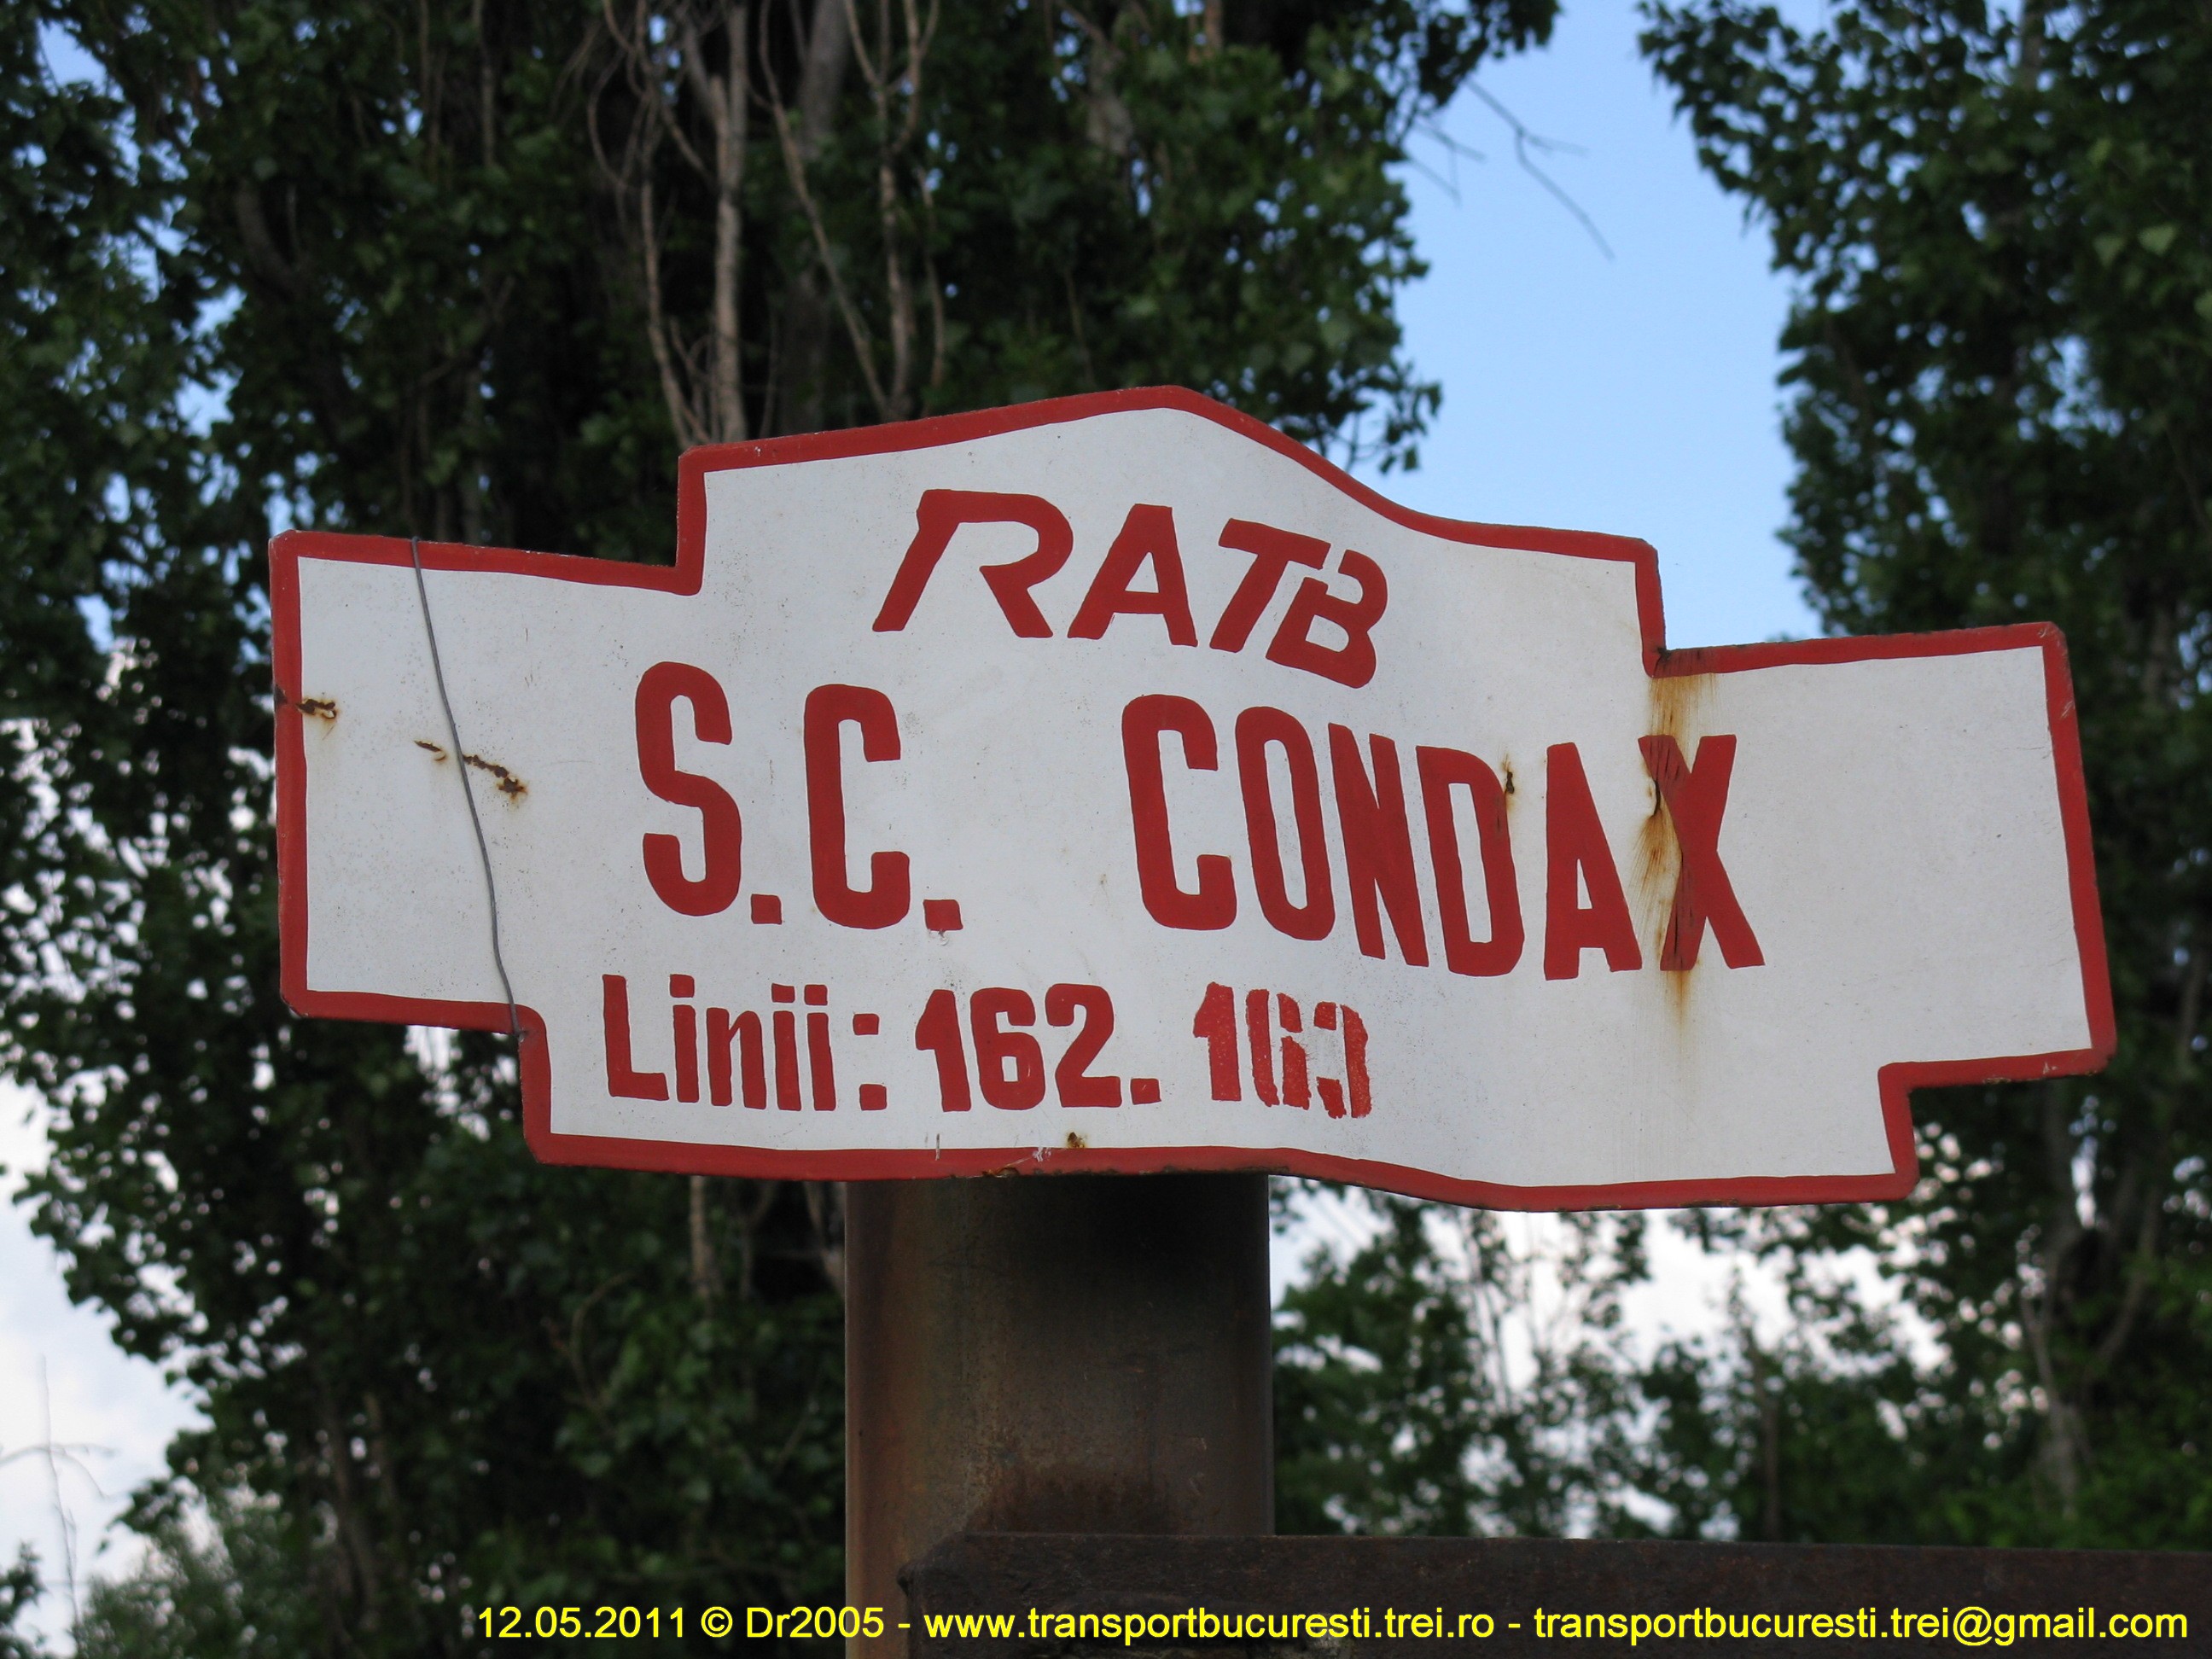 RATB
S.C. CONDAX
Linii: 162. 163
12.05.2011 © Dr2005 - www.transportbucuresti.trei.ro - transportbucuresti.trei@gmail.com